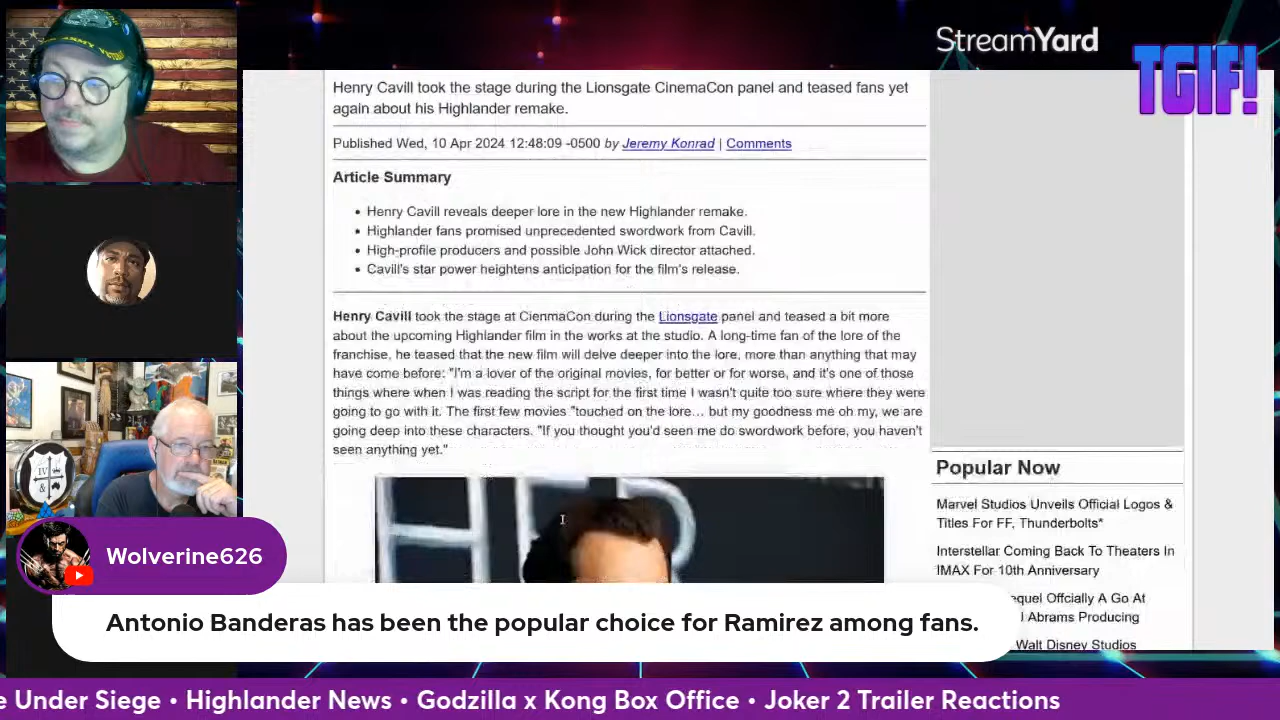 StreamYard
TGIF!
Henry Cavill took the stage during the Lionsgate CinemaCon panel and teased fans yet
again about his Highlander remake.
Published Wed, 10 Apr 2024 12:48:09 -0500 by Jeremy Konrad | Comments
Article Summary
• Henry Cavill reveals deeper lore in the new Highlander remake.
• Highlander fans promised unprecedented swordwork from Cavill.
• High-profile producers and possible John Wick director attached.
• Cavill's star power heightens anticipation for the film's release.
Henry Cavill took the stage at CienmaCon during the Lionsgate panel and teased a bit more
about the upcoming Highlander film in the works at the studio. A long-time fan of the lore of the
franchise, he teased that the new film will delve deeper into the lore, more than anything that may
have come before: "I'm a lover of the original movies, for better or for worse, and it's one of those
things where when I was reading the script for the first time I wasn't quite too sure where they were
going to go with it. The first few movies "touched on the lore... but my goodness me oh my, we are
going deep into these characters. "If you thought you'd seen me do swordwork before, you haven't
seen anything yet."
Popular Now
Marvel Studios Unveils Official Logos &
Titles For FF, Thunderbolts*
Interstellar Coming Back To Theaters In
IMAX For 10th Anniversary
equel Offcially A Go At
Abrams Producing
Walt Disney Studios
IV
&
Wolverine626
Antonio Banderas has been the popular choice for Ramirez among fans.
e Under Siege • Highlander News • Godzilla x Kong Box Office • Joker 2 Trailer Reactions